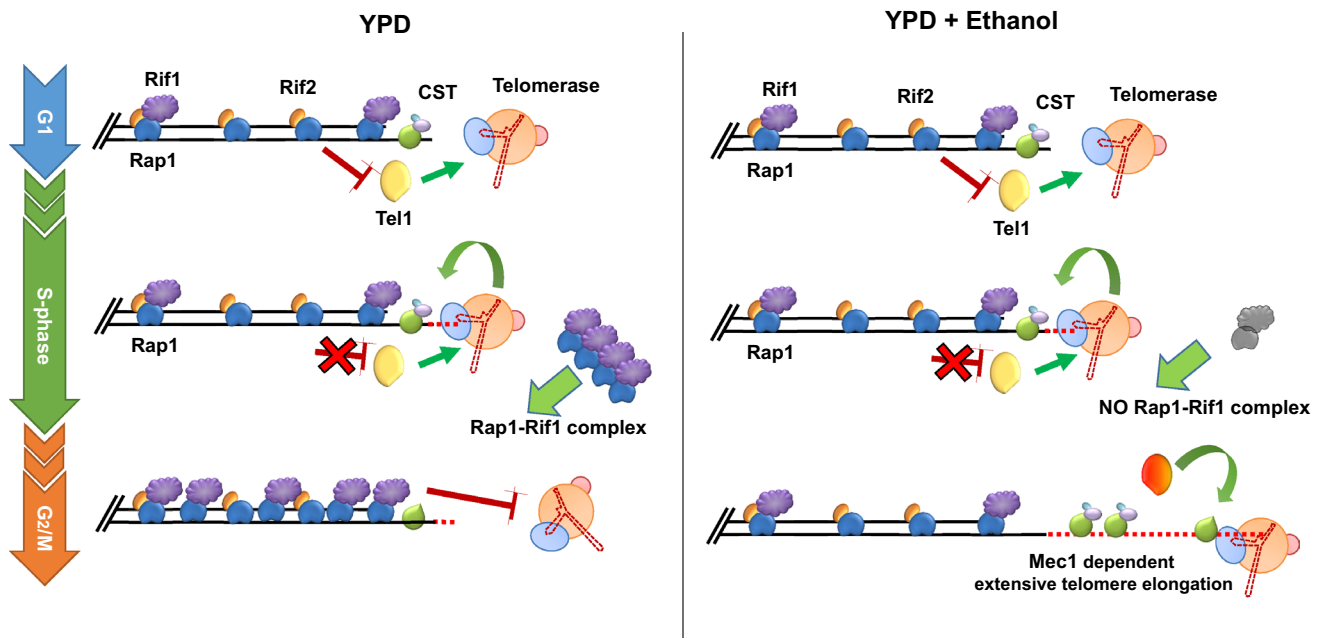 YPD
YPD + Ethanol
G1
S-phase
G2/M
Rif1
Rif2
CST
Telomerase
Rap1
Tel1
Rap1
Rap1-Rif1 complex
Rif1
Rif2
CST
Telomerase
Rap1
Tel1
Rap1
NO Rap1-Rif1 complex
Mec1 dependent
extensive telomere elongation